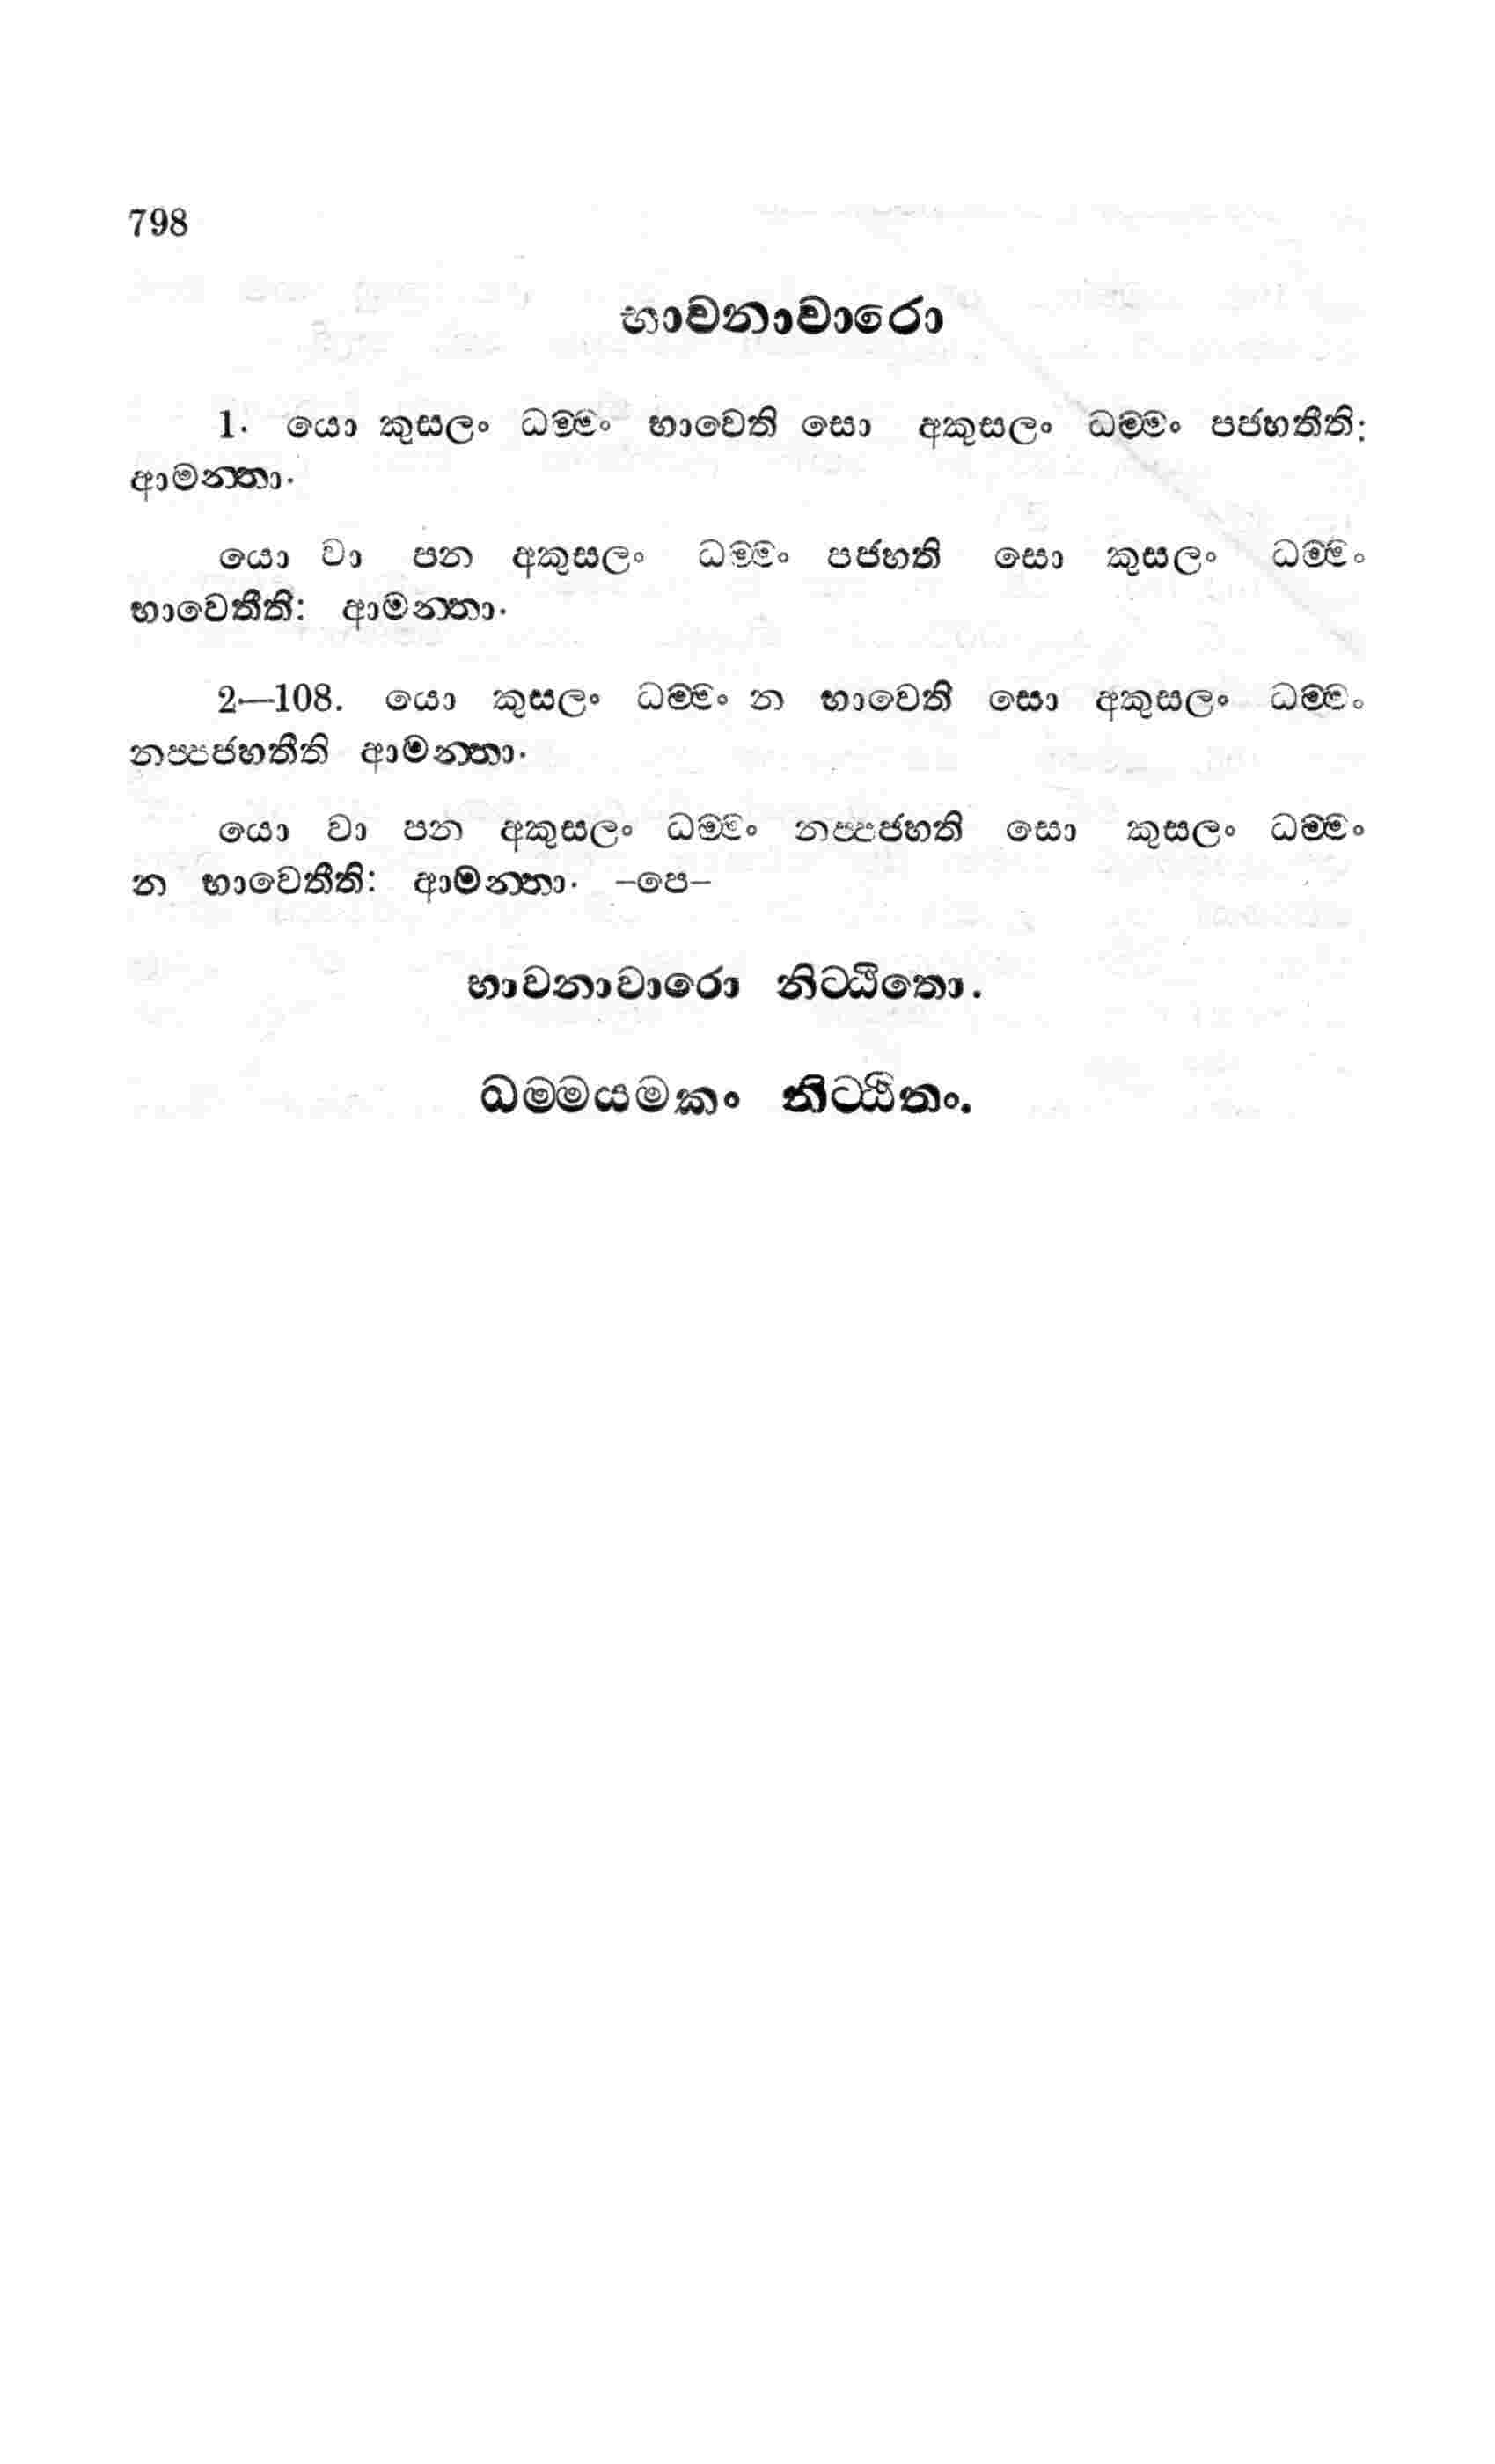 798
භාවනාවාරො
1. යො කුසලං ධම්මං භාවෙති සො අකුසලං ධම්මං පජහතීති:
ආමන්තා.
යො වා පන අකුසලං ධම්මං පජහති සො කුසලං ධම්මං
භාවෙතීති: ආමන්තා.
2—108. යො කුසලං ධම්මං න භාවෙති සො අකුසලං ධම්මං
නප්පජහතීති ආමන්තා.
යො වා පන අකුසලං ධම්මං නප්පජහති සො කුසලං ධම්මං
න භාවෙතීති: ආමන්තා. –පෙ–
භාවනාවාරො නිට්ඨිතො.
ධම්මයමකං නිට්ඨිතං.